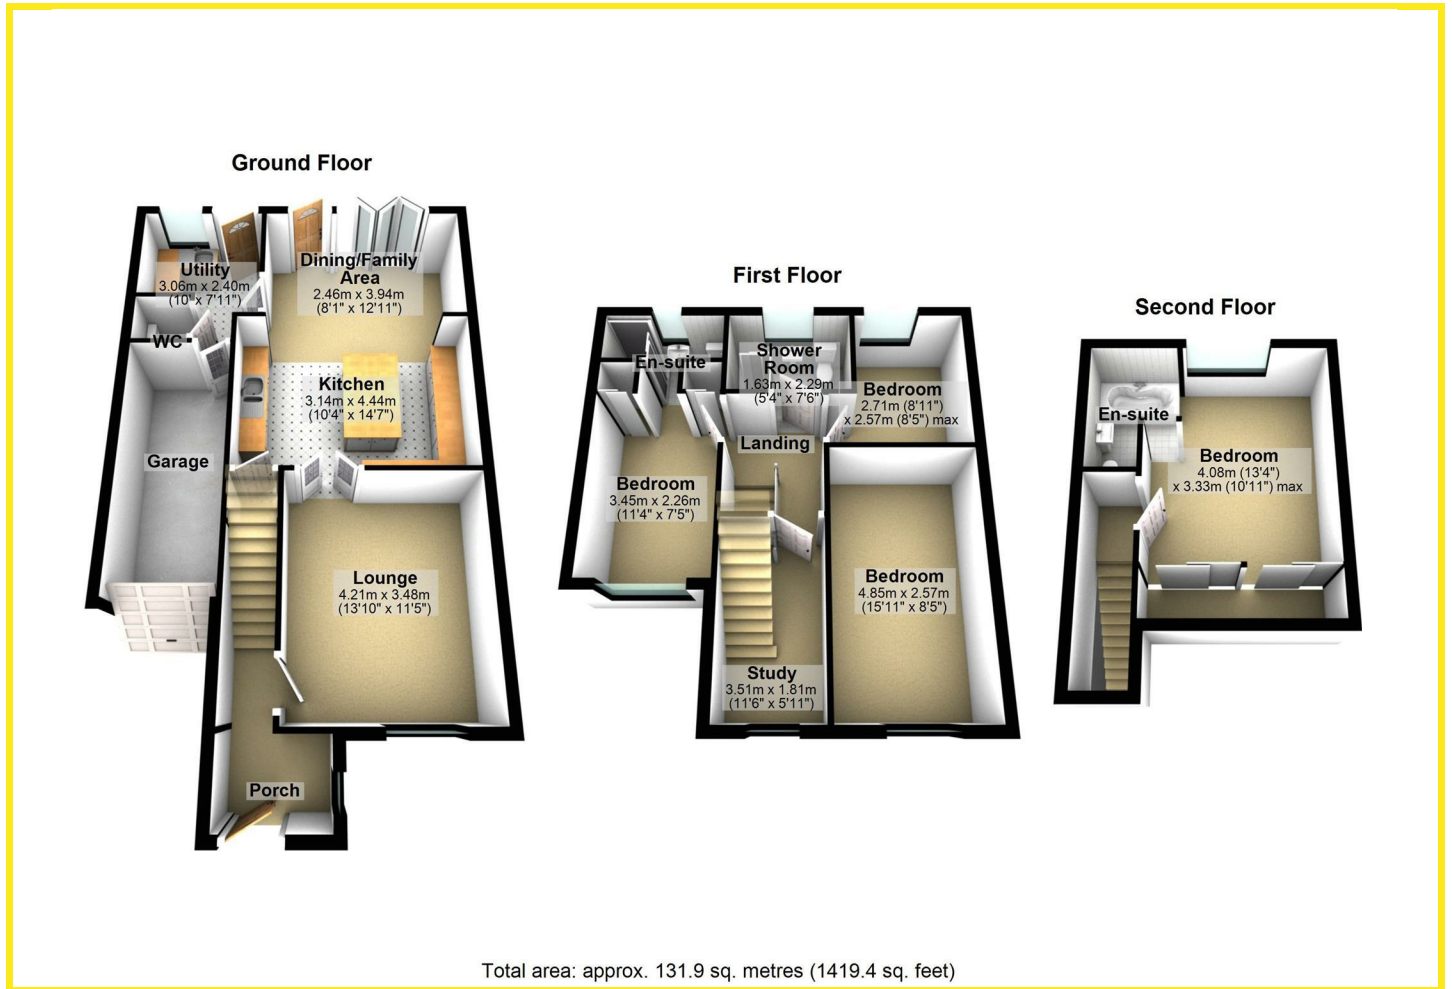 Ground Floor
Utility
3.06m x 2.40m
(10' x 7'11")
Dining/Family
Area
2.46m x 3.94m
(8'1" x 12'11")
WC
Kitchen
3.14m x 4.44m
(10'4" x 14'7")
Garage
Lounge
4.21m x 3.48m
(13'10" x 11'5")
Porch
First Floor
En-suite
Shower
Room
1.63m x 2.29m
(5'4" x 7'6")
Bedroom
2.71m (8'11")
x 2.57m (8'5") max
Landing
Bedroom
3.45m x 2.26m
(11'4" x 7'5")
Bedroom
4.85m x 2.57m
(15'11" x 8'5")
Study
3.51m x 1.81m
(11'6" x 5'11")
Second Floor
En-suite
Bedroom
4.08m (13'4")
x 3.33m (10'11") max
Total area: approx. 131.9 sq. metres (1419.4 sq. feet)